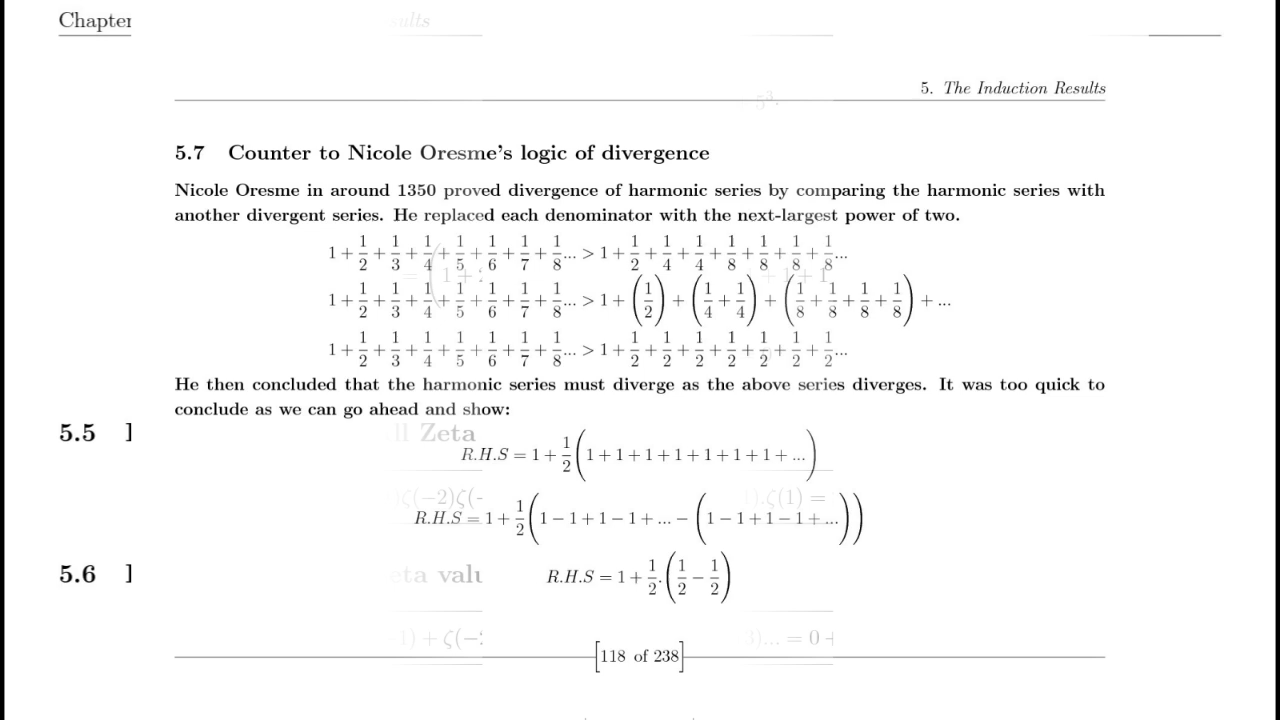 Chapter
sults
5. The Induction Results
5³.
5.7 Counter to Nicole Oresme's logic of divergence
Nicole Oresme in around 1350 proved divergence of harmonic series by comparing the harmonic series with
another divergent series. He replaced each denominator with the next-largest power of two.
1 + 1/2 + 1/3 + 1/4 + 1/5 + 1/6 + 1/7 + 1/8 ... > 1 + 1/2 + 1/4 + 1/4 + 1/8 + 1/8 + 1/8 + 1/8 ...
1 + 1/2 + 1/3 + 1/4 + 1/5 + 1/6 + 1/7 + 1/8 ... > 1 + (1/2) + (1/4 + 1/4) + (1/8 + 1/8 + 1/8 + 1/8) + ...
1 + 1/2 + 1/3 + 1/4 + 1/5 + 1/6 + 1/7 + 1/8 ... > 1 + 1/2 + 1/2 + 1/2 + 1/2 + 1/2 + 1/2 + 1/2 ...
He then concluded that the harmonic series must diverge as the above series diverges. It was too quick to
conclude as we can go ahead and show:
5.5
ll Zeta
R.H.S = 1 + 1/2 (1 + 1 + 1 + 1 + 1 + 1 + 1 + ...)
ζ(−2)ζ(−
.ζ(1) =
R.H.S = 1 + 1/2 (1 − 1 + 1 − 1 + ... − (1 − 1 + 1 − 1 + ...))
5.6
eta valu
R.H.S = 1 + 1/2 . (1/2 − 1/2)
1) + ζ(−
3)... = 0 +
[118 of 238]